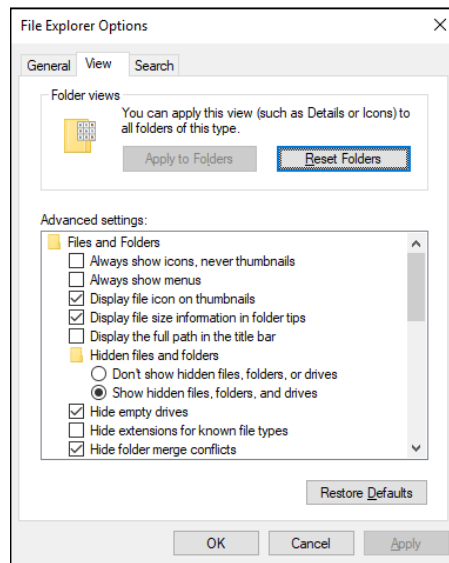 File Explorer Options
General View Search
Folder views
You can apply this view (such as Details or Icons) to
all folders of this type.
Apply to Folders Reset Folders
Advanced settings:
Files and Folders
Always show icons, never thumbnails
Always show menus
Display file icon on thumbnails
Display file size information in folder tips
Display the full path in the title bar
Hidden files and folders
Don't show hidden files, folders, or drives
Show hidden files, folders, and drives
Hide empty drives
Hide extensions for known file types
Hide folder merge conflicts
Restore Defaults
OK Cancel Apply